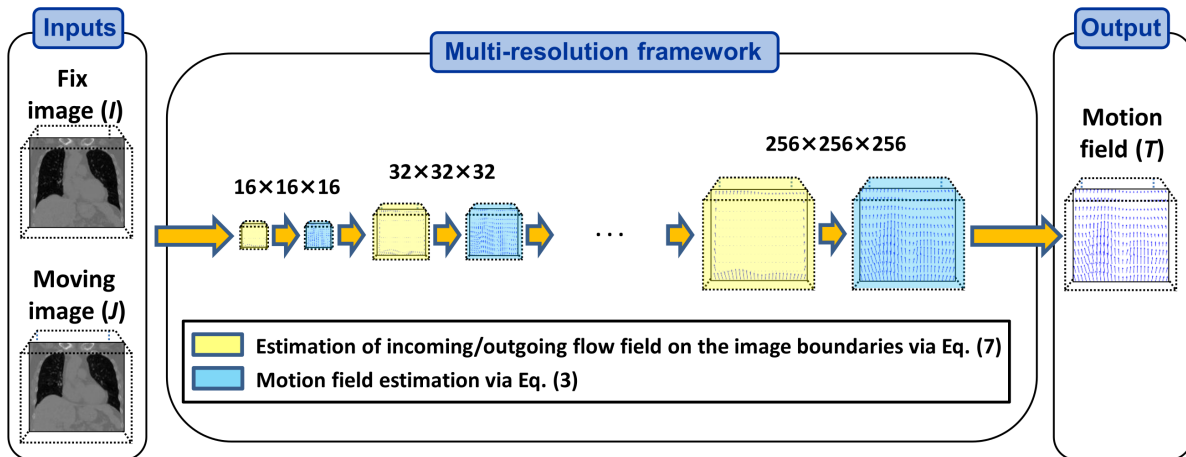 Inputs
Fix
image (I)
Moving
image (J)
Multi-resolution framework
16×16×16
32×32×32
...
256×256×256
Estimation of incoming/outgoing flow field on the image boundaries via Eq. (7)
Motion field estimation via Eq. (3)
Output
Motion
field (T)